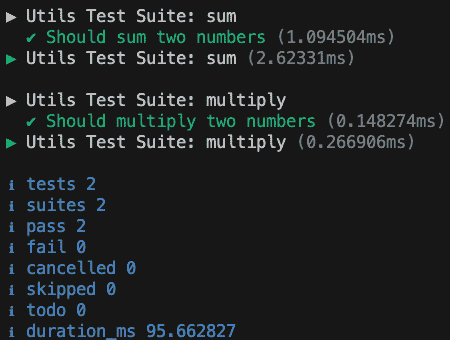 ▶ Utils Test Suite: sum
✔ Should sum two numbers (1.094504ms)
▶ Utils Test Suite: sum (2.62331ms)
▶ Utils Test Suite: multiply
✔ Should multiply two numbers (0.148274ms)
▶ Utils Test Suite: multiply (0.266906ms)
ℹ tests 2
ℹ suites 2
ℹ pass 2
ℹ fail 0
ℹ cancelled 0
ℹ skipped 0
ℹ todo 0
ℹ duration_ms 95.662827